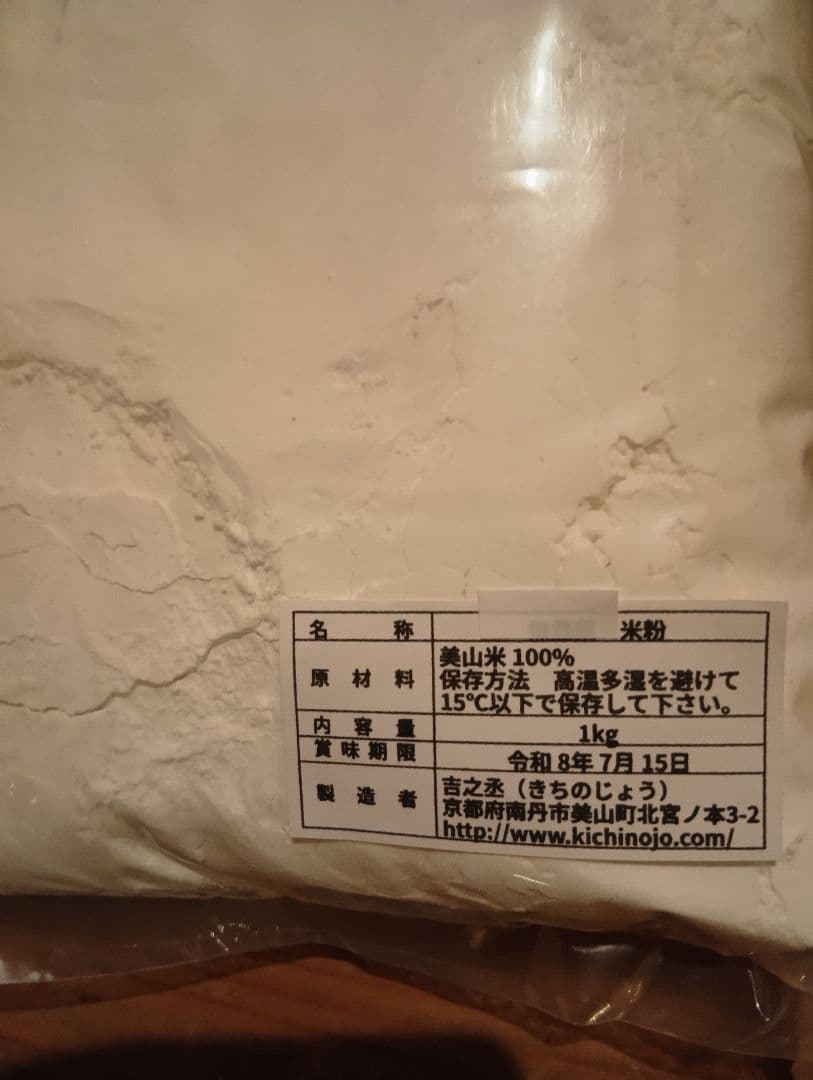 名称 米粉
原材料 美山米 100%
保存方法 高温多湿を避けて
15℃以下で保存して下さい。
内容量 1kg
賞味期限 令和 8年 7月 15日
製造者 吉之丞（きちのじょう）
京都府南丹市美山町北宮ノ本3-2
http://www.kichinojo.com/